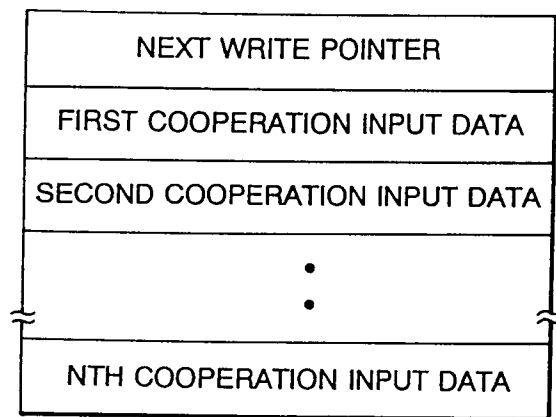 NEXT WRITE POINTER
FIRST COOPERATION INPUT DATA
SECOND COOPERATION INPUT DATA
NTH COOPERATION INPUT DATA